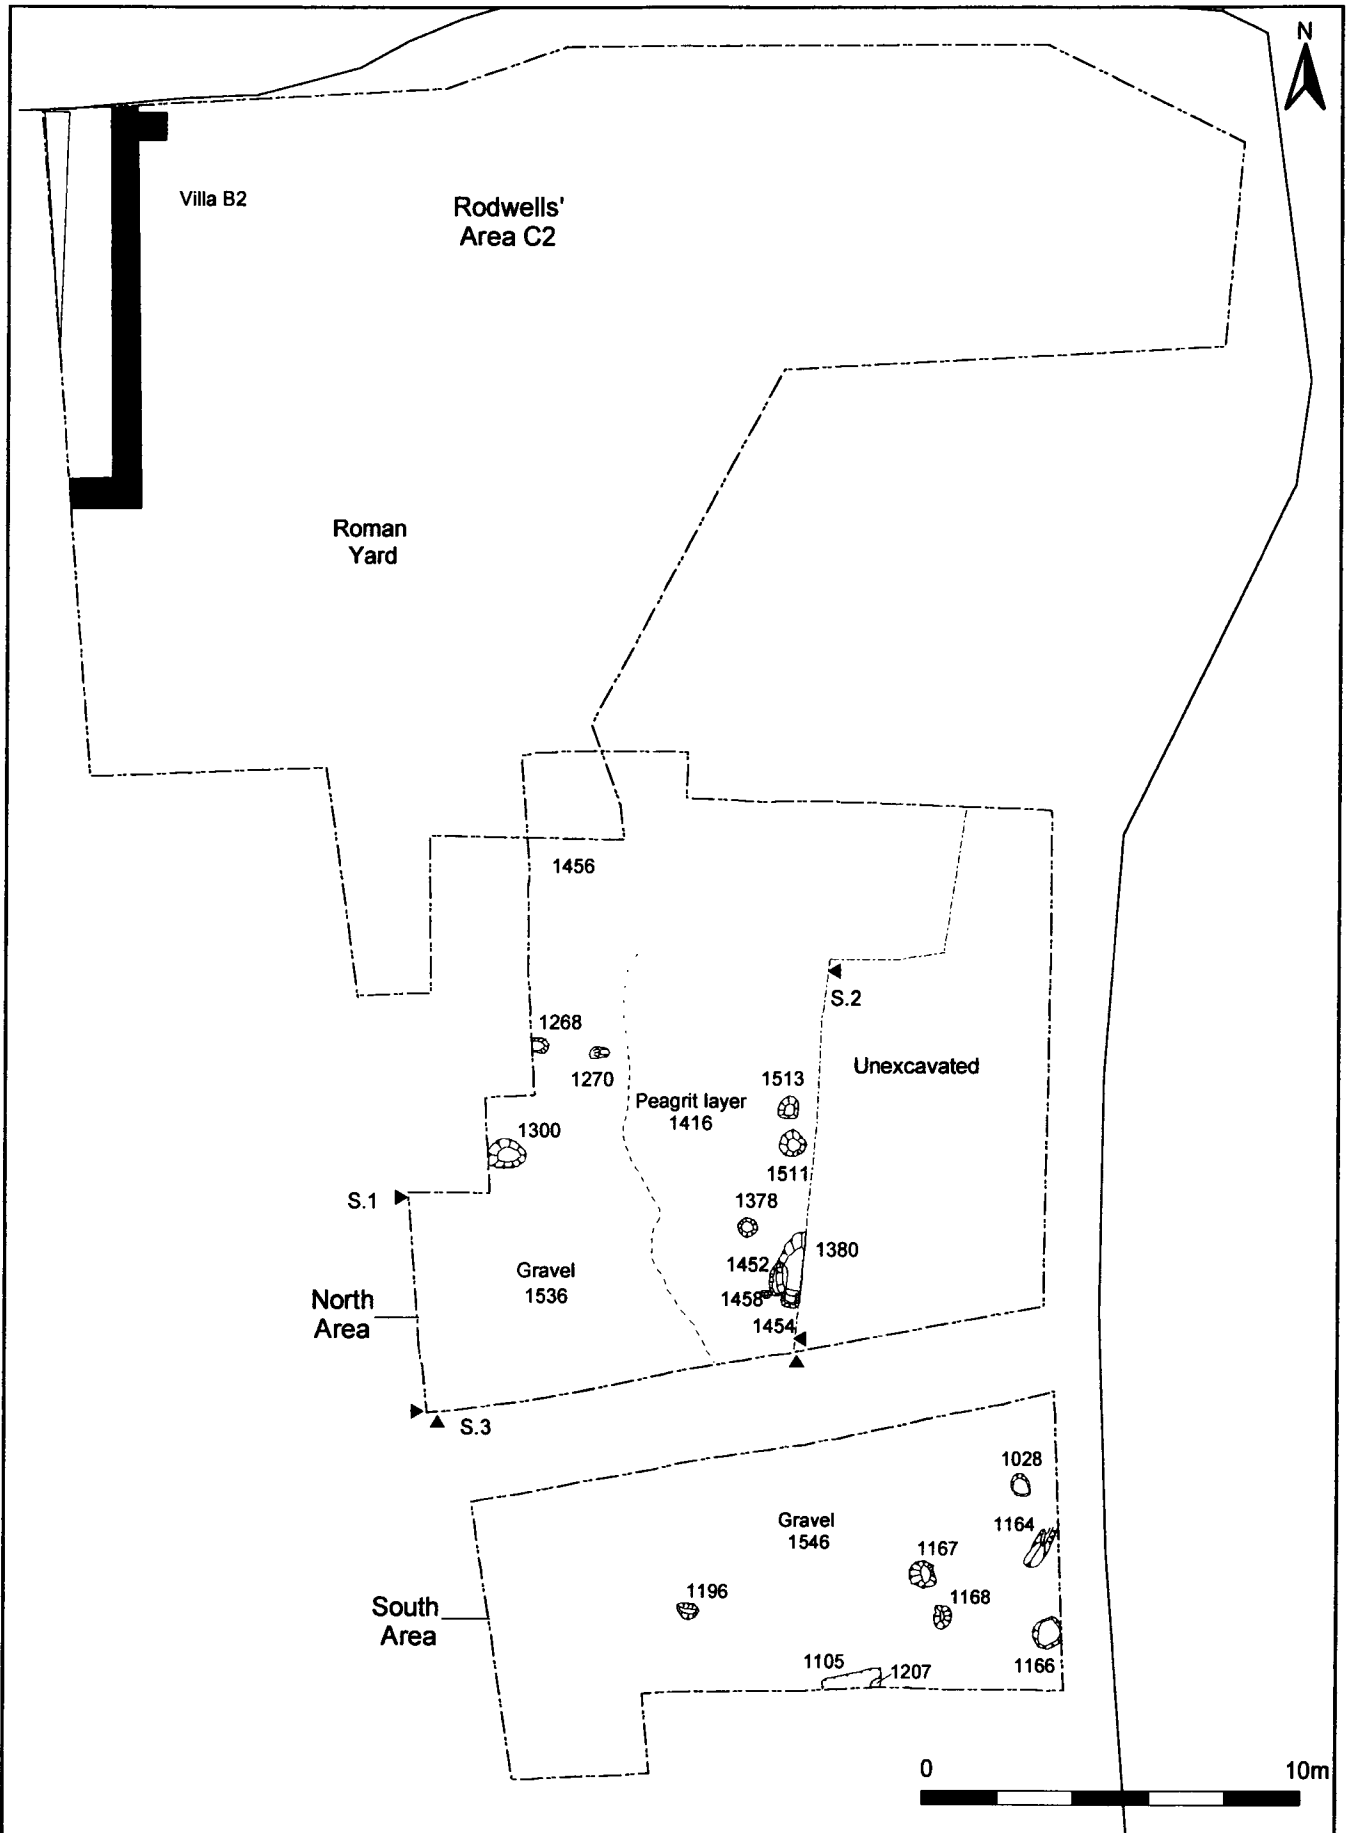 N
Villa B2
Rodwells'
Area C2
Roman
Yard
1456
S.2
1268
1270
Unexcavated
1513
Peagrit layer
1416
1300
1511
S.1
1378
1380
1452
Gravel
1536
North
Area
1458
1454
S.3
1028
Gravel
1546
1164
1167
1196
1168
South
Area
1105
1207
1166
0
10m